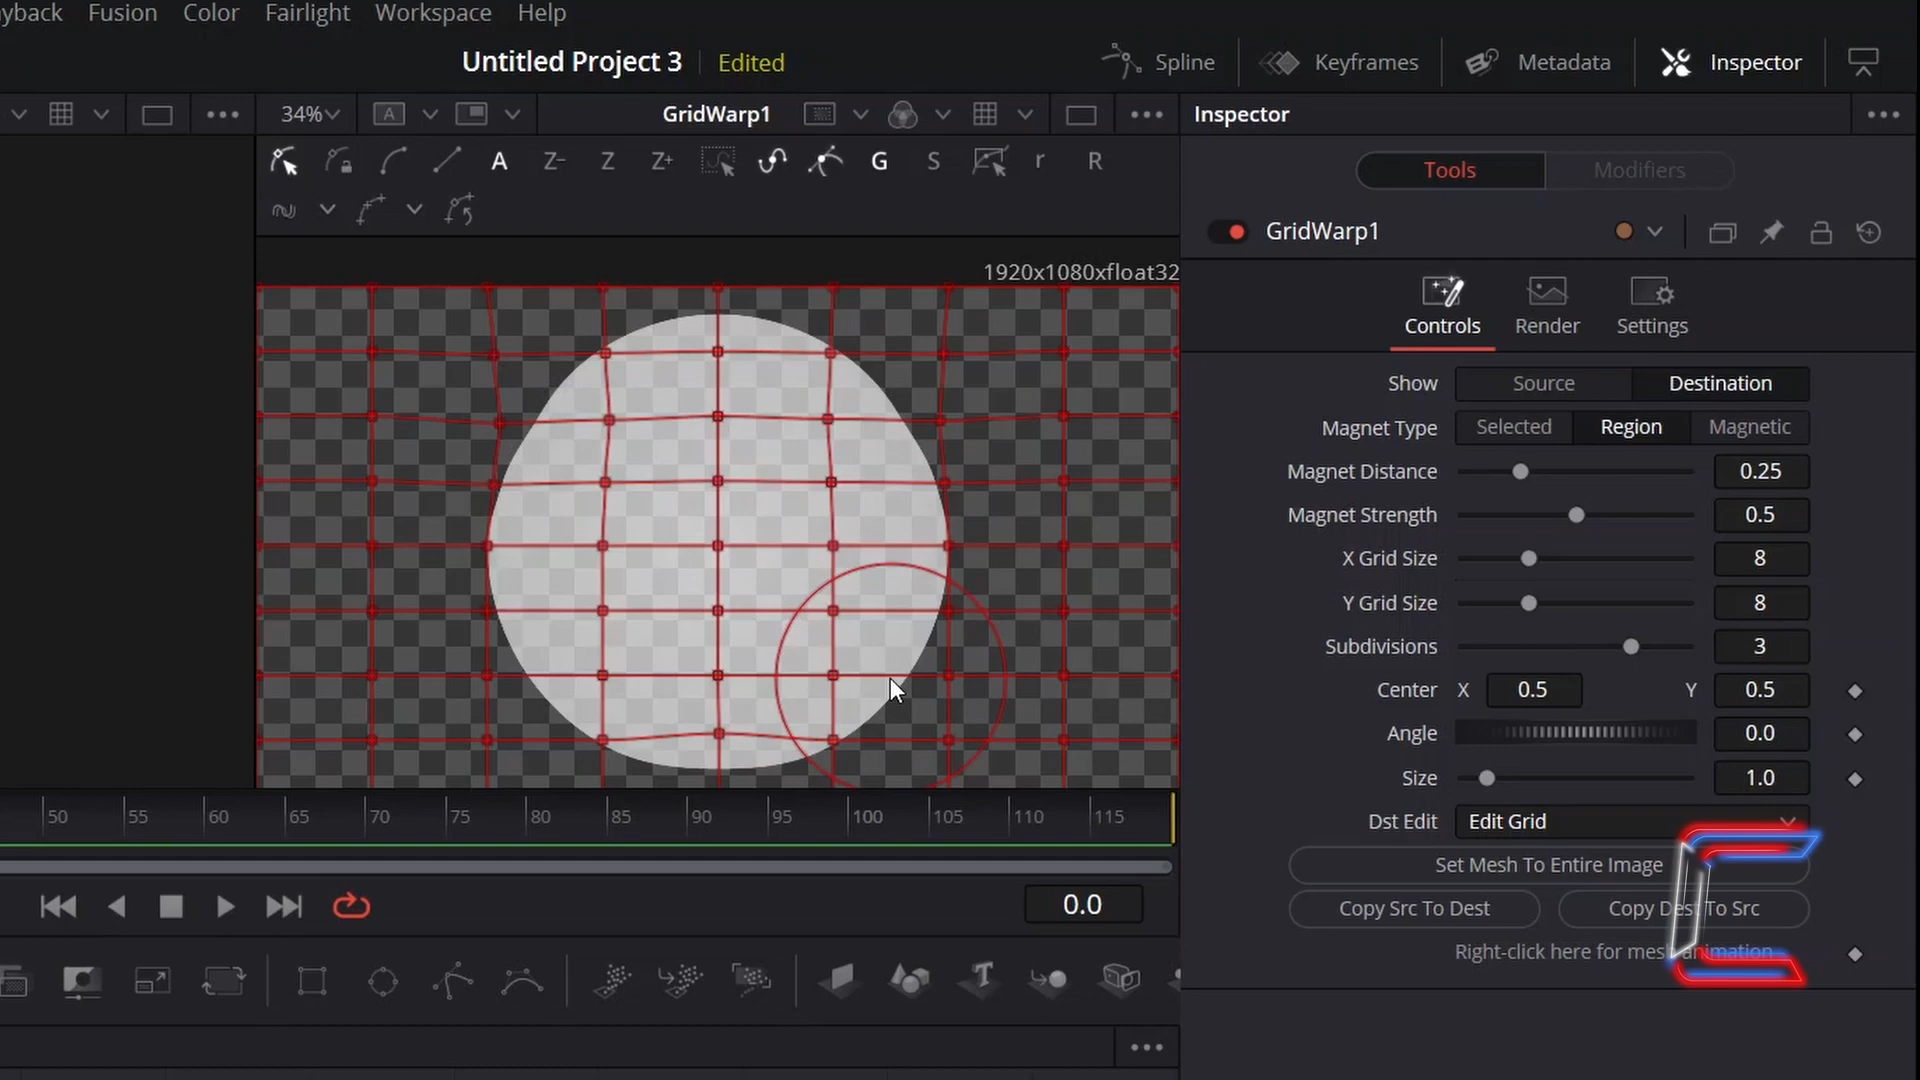 yback Fusion Color Fairlight Workspace Help
Untitled Project 3 Edited
Spline Keyframes Metadata Inspector
34% A GridWarp1
Inspector
A Z- Z Z+ G S r R
Tools Modifiers
GridWarp1
1920x1080xfloat32
Controls Render Settings
Show Source Destination
Magnet Type Selected Region Magnetic
Magnet Distance 0.25
Magnet Strength 0.5
X Grid Size 8
Y Grid Size 8
Subdivisions 3
Center X 0.5 Y 0.5
Angle 0.0
Size 1.0
Dst Edit Edit Grid
Set Mesh To Entire Image
Copy Src To Dest Copy Dest To Src
Right-click here for mesh animation
50 55 60 65 70 75 80 85 90 95 100 105 110 115
0.0
T